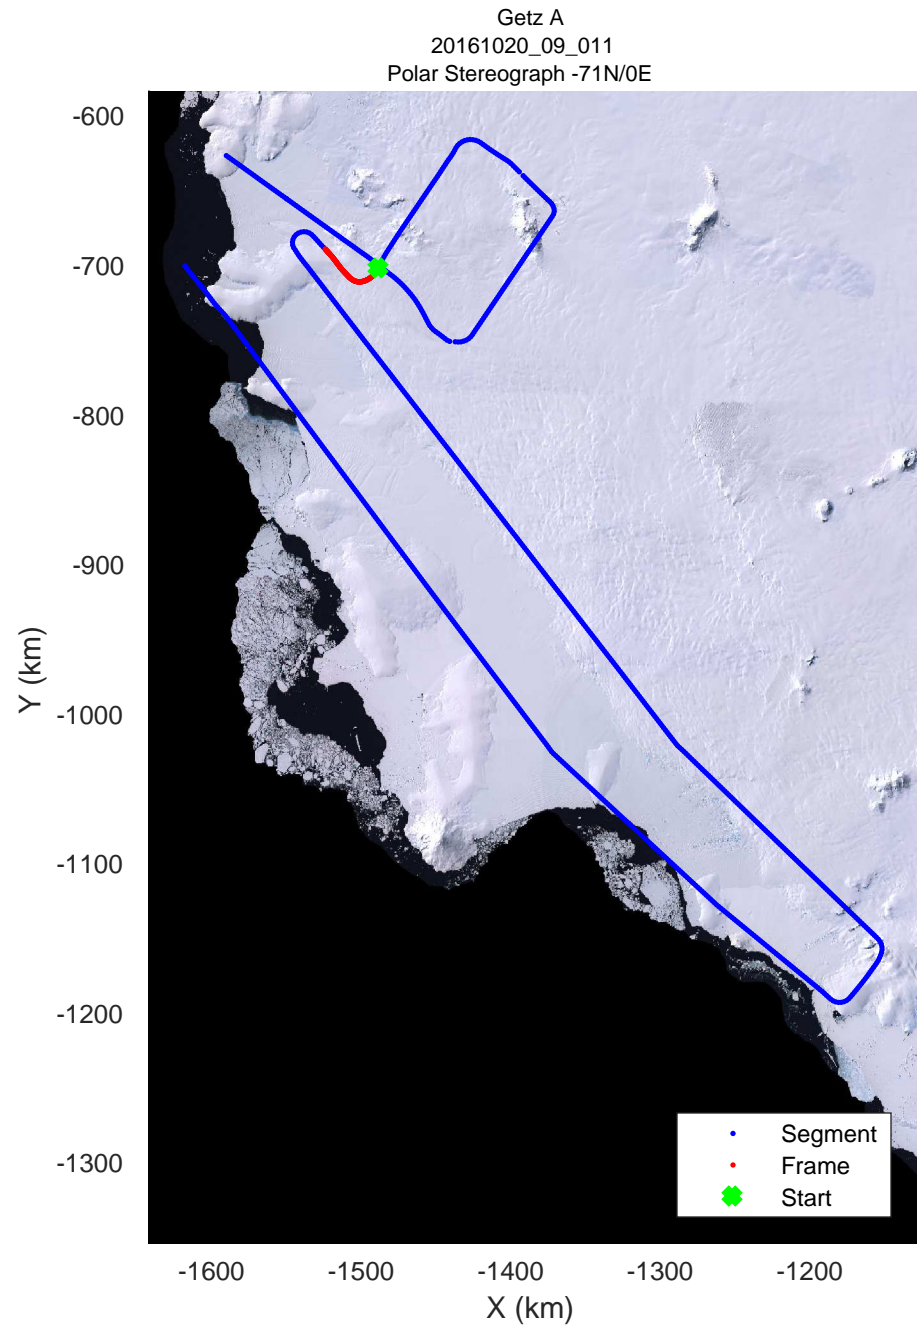 Getz A
20161020_09_011
Polar Stereograph -71N/0E
-600
-700
-800
-900
-1000
-1100
-1200
-1300
Y (km)
-1600 -1500 -1400 -1300 -1200
X (km)
Segment
Frame
Start